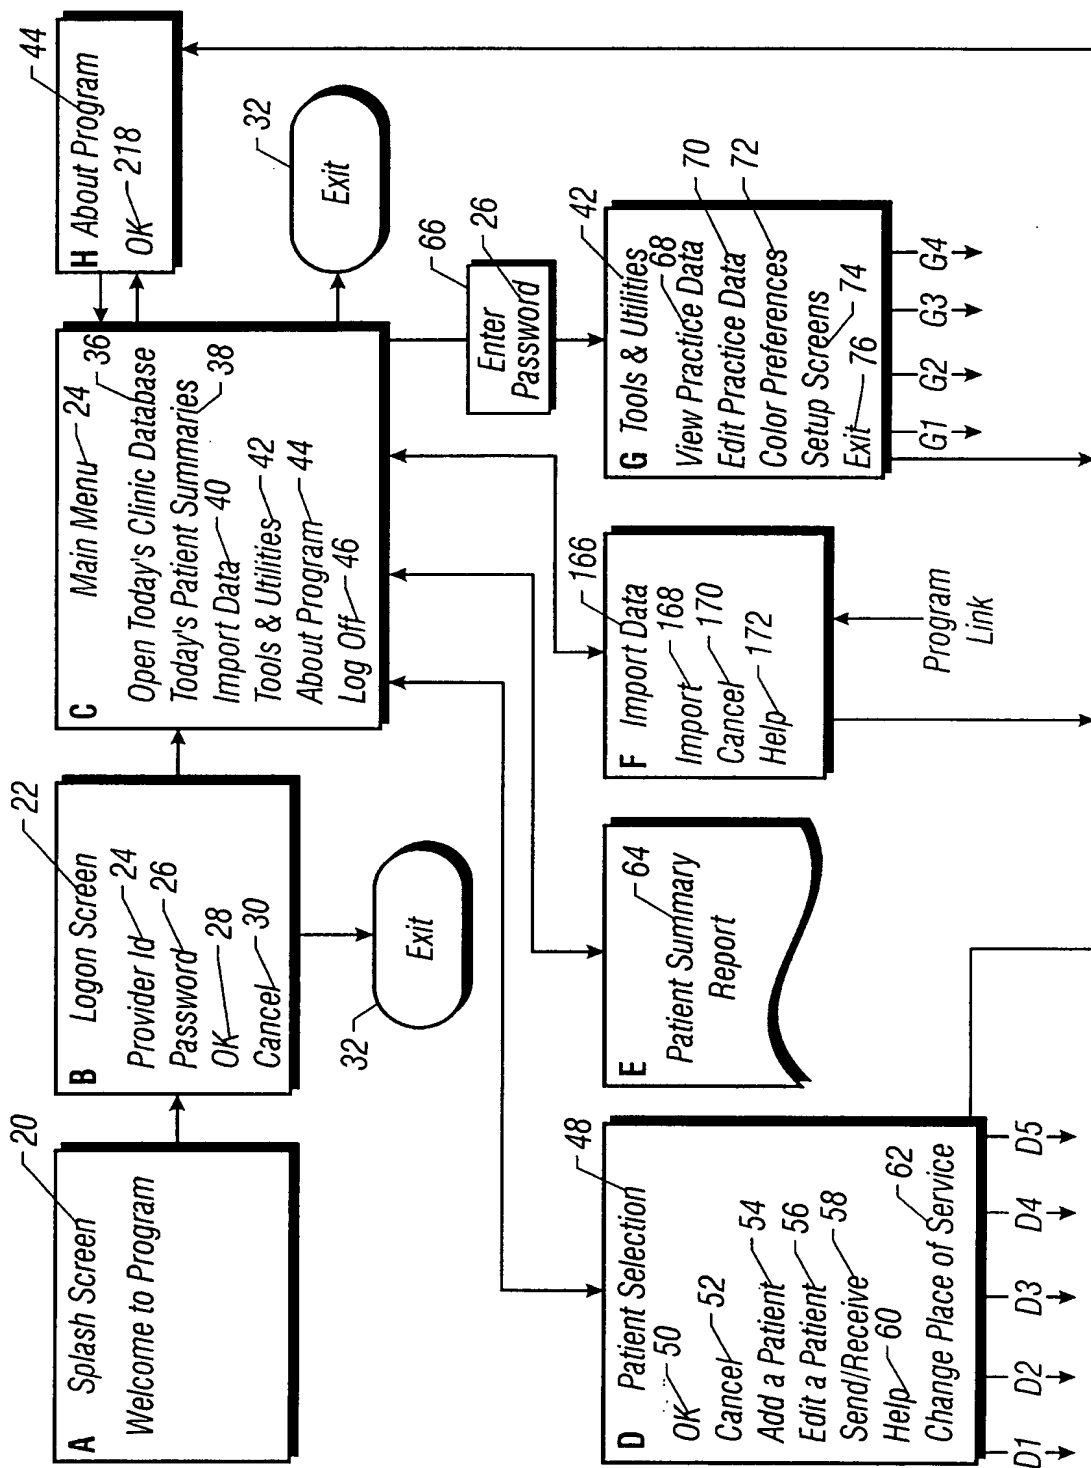 A Splash Screen 20
Welcome to Program
B Logon Screen 22
Provider Id 24
Password 26
OK 28
Cancel 30
Exit
32
C Main Menu 24
36
Open Today's Clinic Database
Today's Patient Summaries 38
Import Data 40
Tools & Utilities 42
About Program 44
Log Off 46
H About Program 44
OK 218
Exit
32
66
Enter
Password 26
D Patient Selection 48
OK 50
Cancel 52
Add a Patient 54
Edit a Patient 56
Send/Receive 58
Help 60
Change Place of Service 62
D1 D2 D3 D4 D5
E
Patient Summary 64
Report
F Import Data 166
Import 168
Cancel 170
Help 172
Program
Link
G Tools & Utilities 42
68
View Practice Data
Edit Practice Data 70
Color Preferences 72
Setup Screens 74
Exit 76
G1 G2 G3 G4